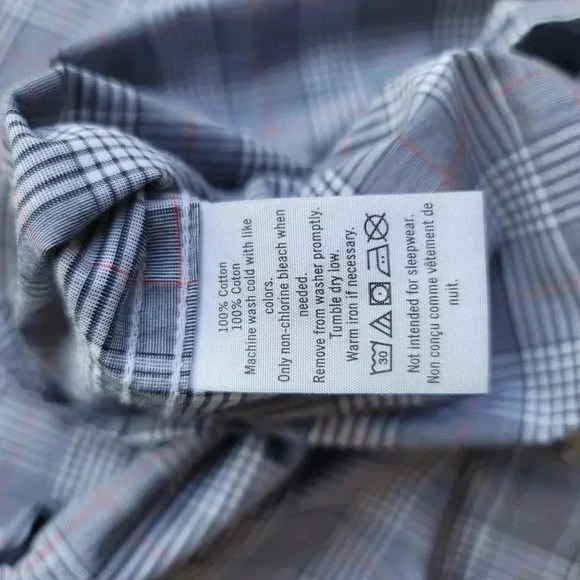 100% Cotton
100% Coton
Machine wash cold with like
colors.
Only non-chlorine bleach when
needed.
Remove from washer promptly.
Tumble dry low.
Warm Iron if necessary.
30
Not intended for sleepwear.
Non conçu comme vêtement de
nuit.